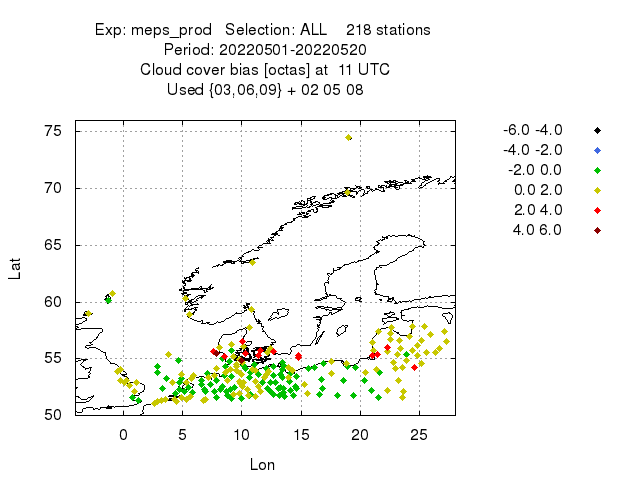 Exp: meps_prod Selection: ALL 218 stations
Period: 20220501-20220520
Cloud cover bias [octas] at 11 UTC
Used {03,06,09} + 02 05 08
-6.0 -4.0
-4.0 -2.0
-2.0 0.0
0.0 2.0
2.0 4.0
4.0 6.0
75
70
65
60
55
50
Lat
0 5 10 15 20 25
Lon